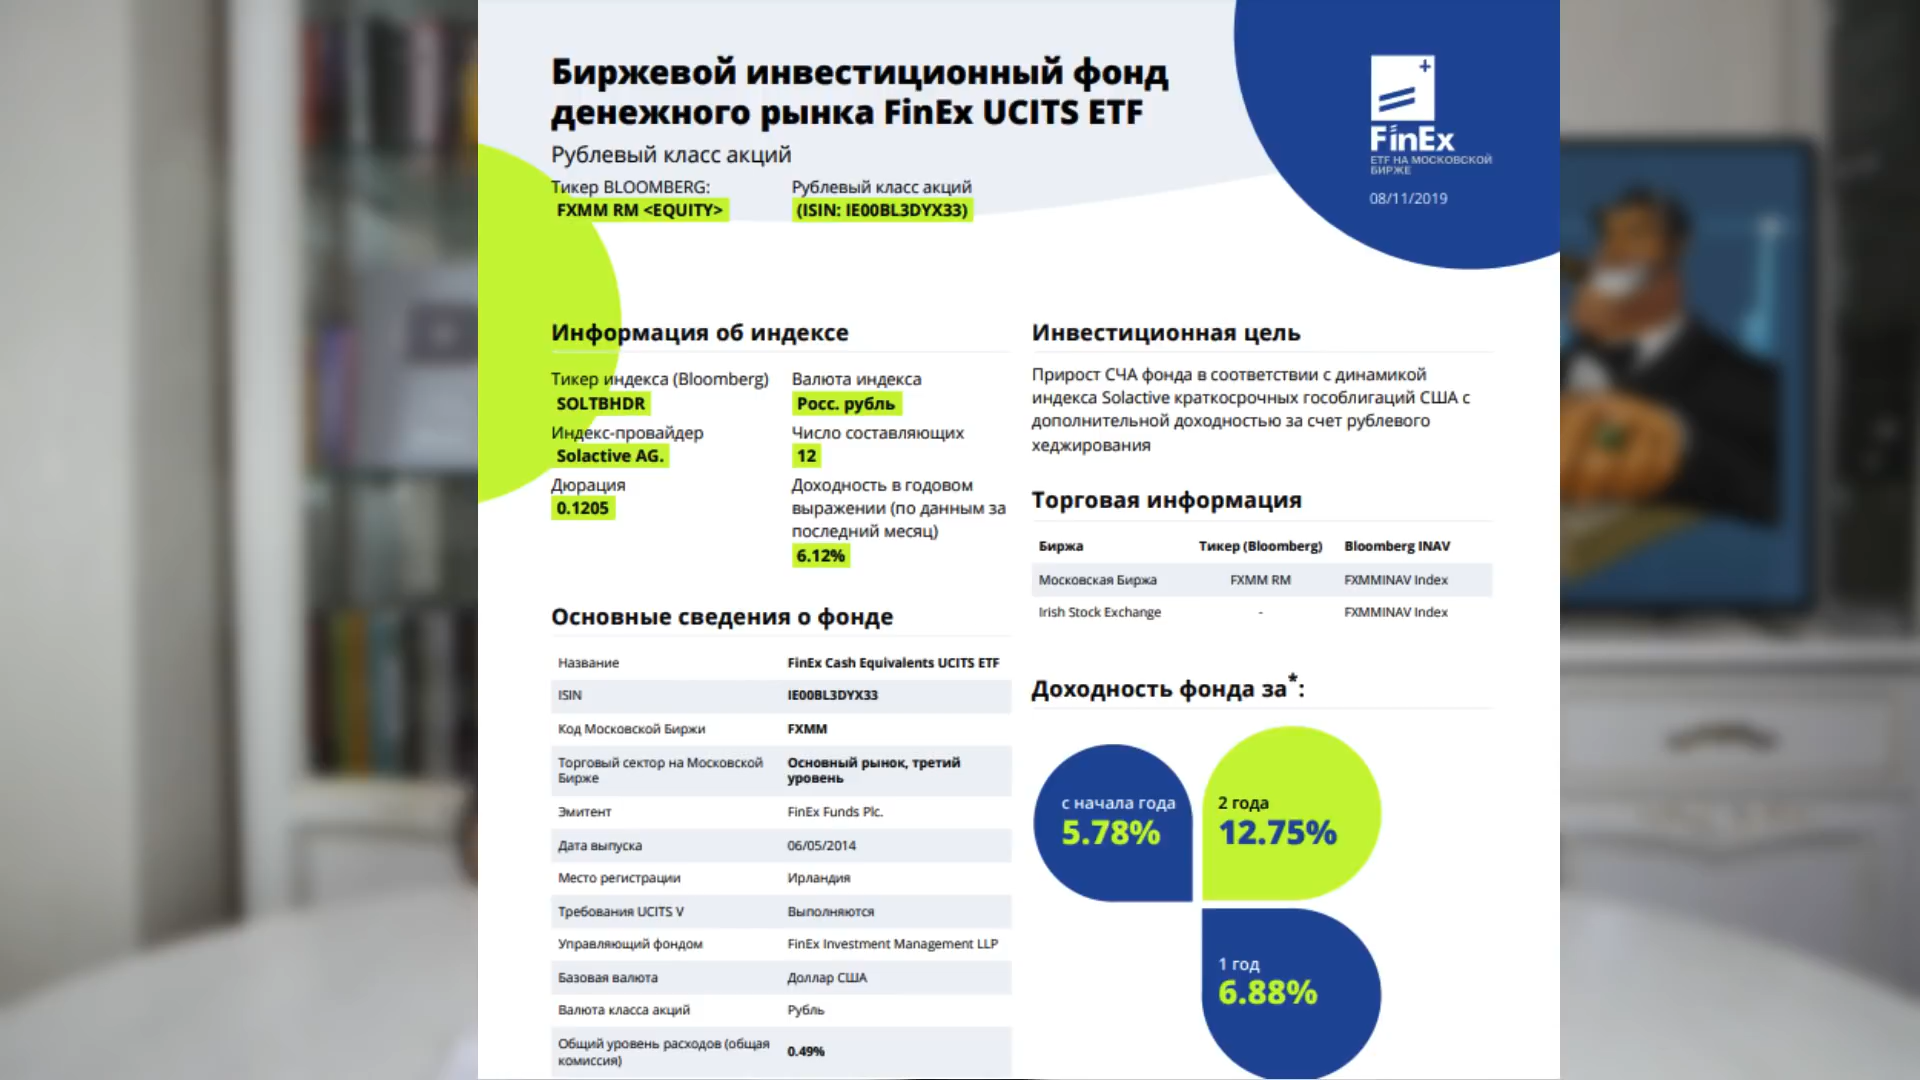 Биржевой инвестиционный фонд
денежного рынка FinEx UCITS ETF
Рублевый класс акций
Тикер BLOOMBERG:
FXMM RM <EQUITY>
Рублевый класс акций
(ISIN: IE00BL3DYX33)
FinEx
ETF НА МОСКОВСКОЙ
БИРЖЕ
08/11/2019
Информация об индексе
Тикер индекса (Bloomberg)
SOLTBHDR
Валюта индекса
Росс. рубль
Индекс-провайдер
Solactive AG.
Число составляющих
12
Дюрация
0.1205
Доходность в годовом
выражении (по данным за
последний месяц)
6.12%
Основные сведения о фонде
Название FinEx Cash Equivalents UCITS ETF
ISIN IE00BL3DYX33
Код Московской Биржи FXMM
Торговый сектор на Московской
Бирже
Основный рынок, третий
уровень
Эмитент FinEx Funds Plc.
Дата выпуска 06/05/2014
Место регистрации Ирландия
Требования UCITS V Выполняются
Управляющий фондом FinEx Investment Management LLP
Базовая валюта Доллар США
Валюта класса акций Рубль
Общий уровень расходов (общая
комиссия)
0.49%
Инвестиционная цель
Прирост СЧА фонда в соответствии с динамикой
индекса Solactive краткосрочных гособлигаций США с
дополнительной доходностью за счет рублевого
хеджирования
Торговая информация
Биржа Тикер (Bloomberg) Bloomberg INAV
Московская Биржа FXMM RM FXMMINAV Index
Irish Stock Exchange - FXMMINAV Index
Доходность фонда за*:
с начала года
5.78%
2 года
12.75%
1 год
6.88%